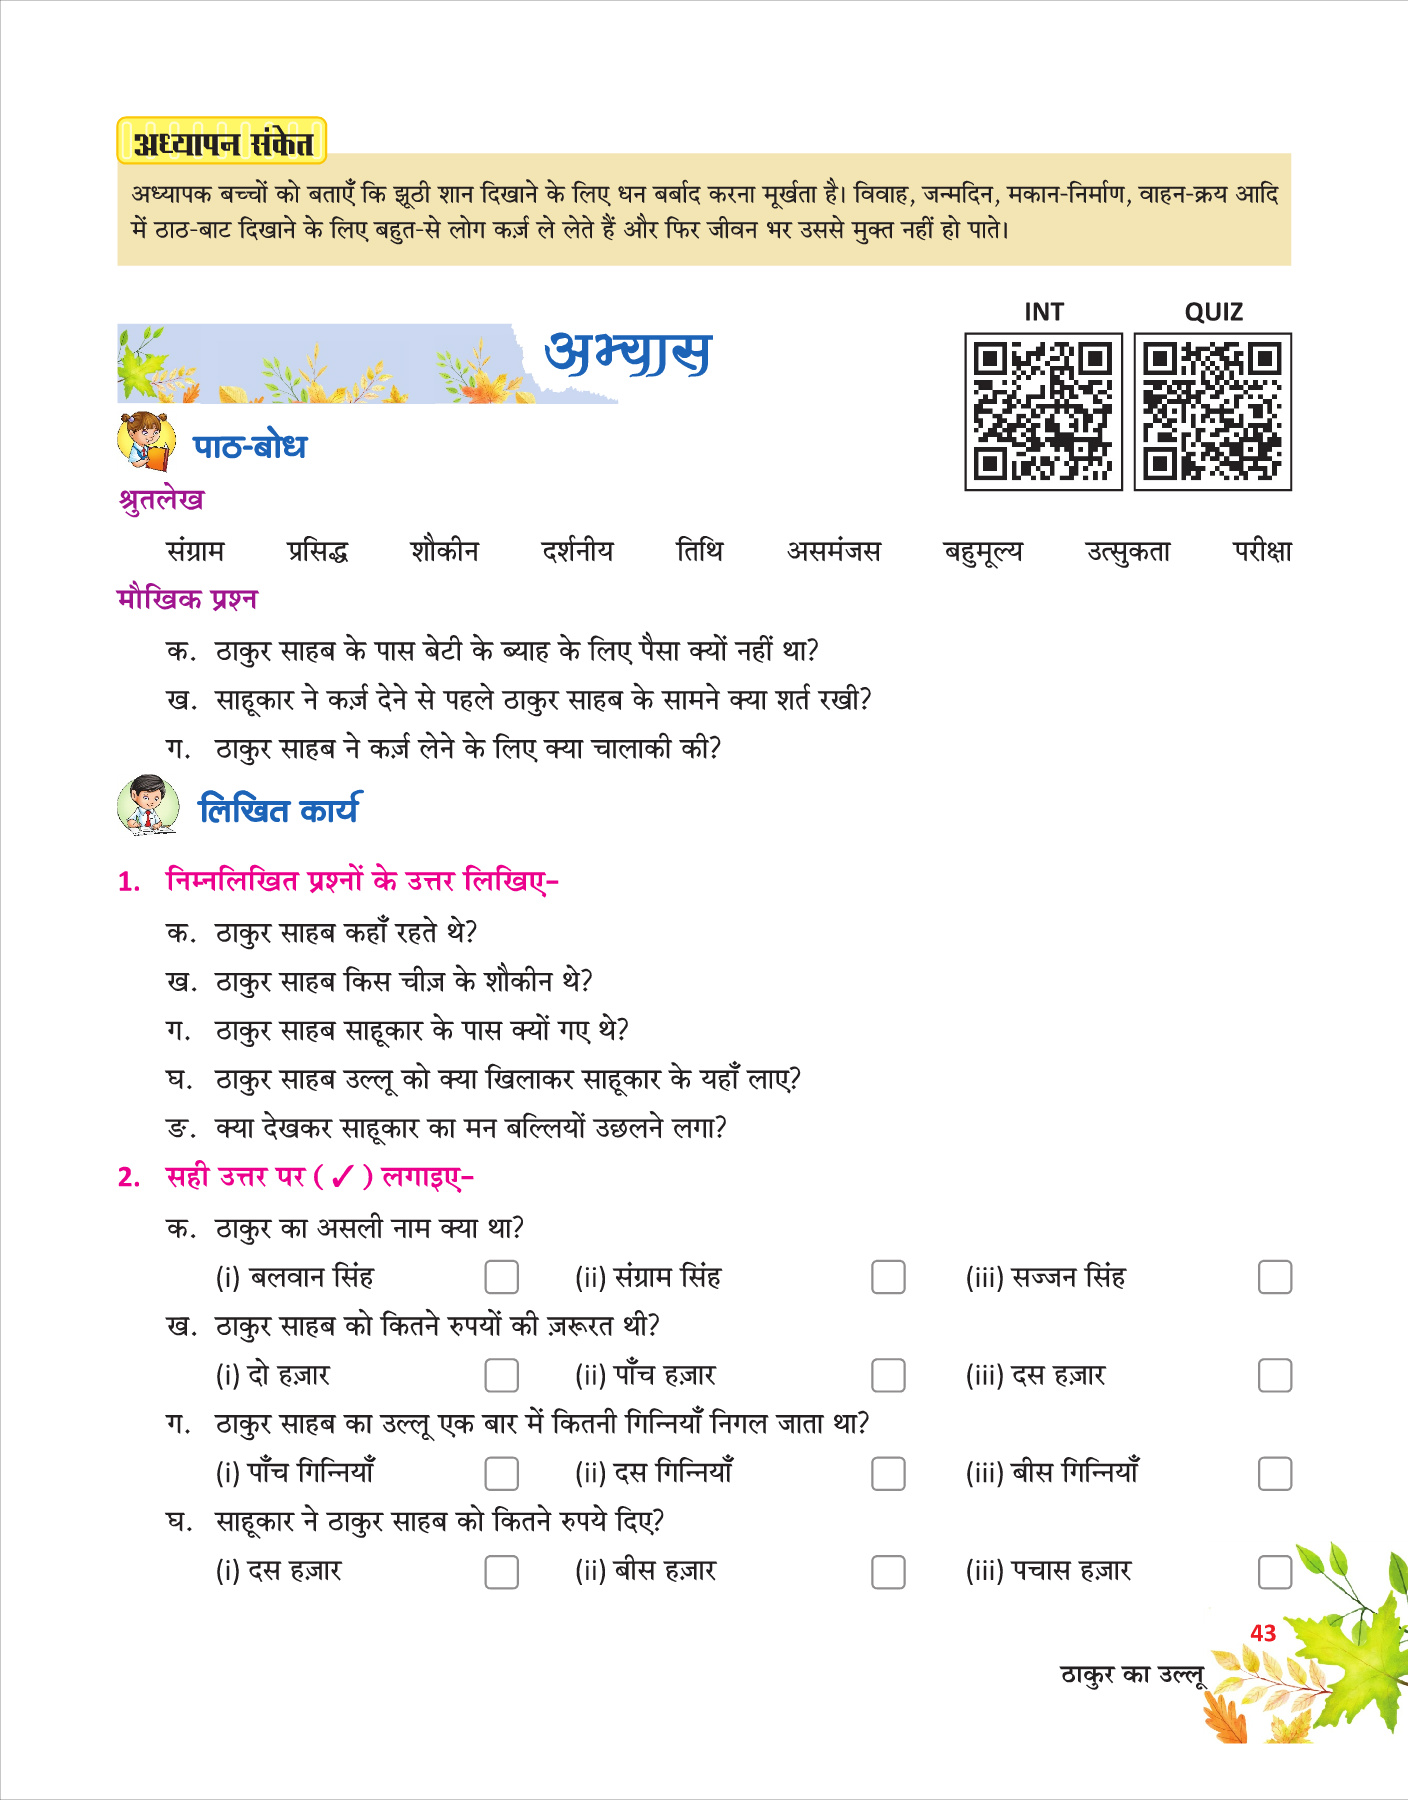 अध्यापन संकेत
अध्यापक बच्चों को बताएँ कि झूठी शान दिखाने के लिए धन बर्बाद करना मूर्खता है। विवाह, जन्मदिन, मकान-निर्माण, वाहन-क्रय आदि
में ठाठ-बाट दिखाने के लिए बहुत-से लोग कर्ज़ ले लेते हैं और फिर जीवन भर उससे मुक्त नहीं हो पाते।
INT QUIZ
अभ्यास
पाठ-बोध
श्रुतलेख
संग्राम प्रसिद्ध शौकीन दर्शनीय तिथि असमंजस बहुमूल्य उत्सुकता परीक्षा
मौखिक प्रश्न
क. ठाकुर साहब के पास बेटी के ब्याह के लिए पैसा क्यों नहीं था?
ख. साहूकार ने कर्ज़ देने से पहले ठाकुर साहब के सामने क्या शर्त रखी?
ग. ठाकुर साहब ने कर्ज़ लेने के लिए क्या चालाकी की?
लिखित कार्य
1. निम्नलिखित प्रश्नों के उत्तर लिखिए–
क. ठाकुर साहब कहाँ रहते थे?
ख. ठाकुर साहब किस चीज़ के शौकीन थे?
ग. ठाकुर साहब साहूकार के पास क्यों गए थे?
घ. ठाकुर साहब उल्लू को क्या खिलाकर साहूकार के यहाँ लाए?
ङ. क्या देखकर साहूकार का मन बल्लियों उछलने लगा?
2. सही उत्तर पर (✓) लगाइए–
क. ठाकुर का असली नाम क्या था?
(i) बलवान सिंह (ii) संग्राम सिंह (iii) सज्जन सिंह
ख. ठाकुर साहब को कितने रुपयों की ज़रूरत थी?
(i) दो हज़ार (ii) पाँच हज़ार (iii) दस हज़ार
ग. ठाकुर साहब का उल्लू एक बार में कितनी गिन्नियाँ निगल जाता था?
(i) पाँच गिन्नियाँ (ii) दस गिन्नियाँ (iii) बीस गिन्नियाँ
घ. साहूकार ने ठाकुर साहब को कितने रुपये दिए?
(i) दस हज़ार (ii) बीस हज़ार (iii) पचास हज़ार
43
ठाकुर का उल्लू